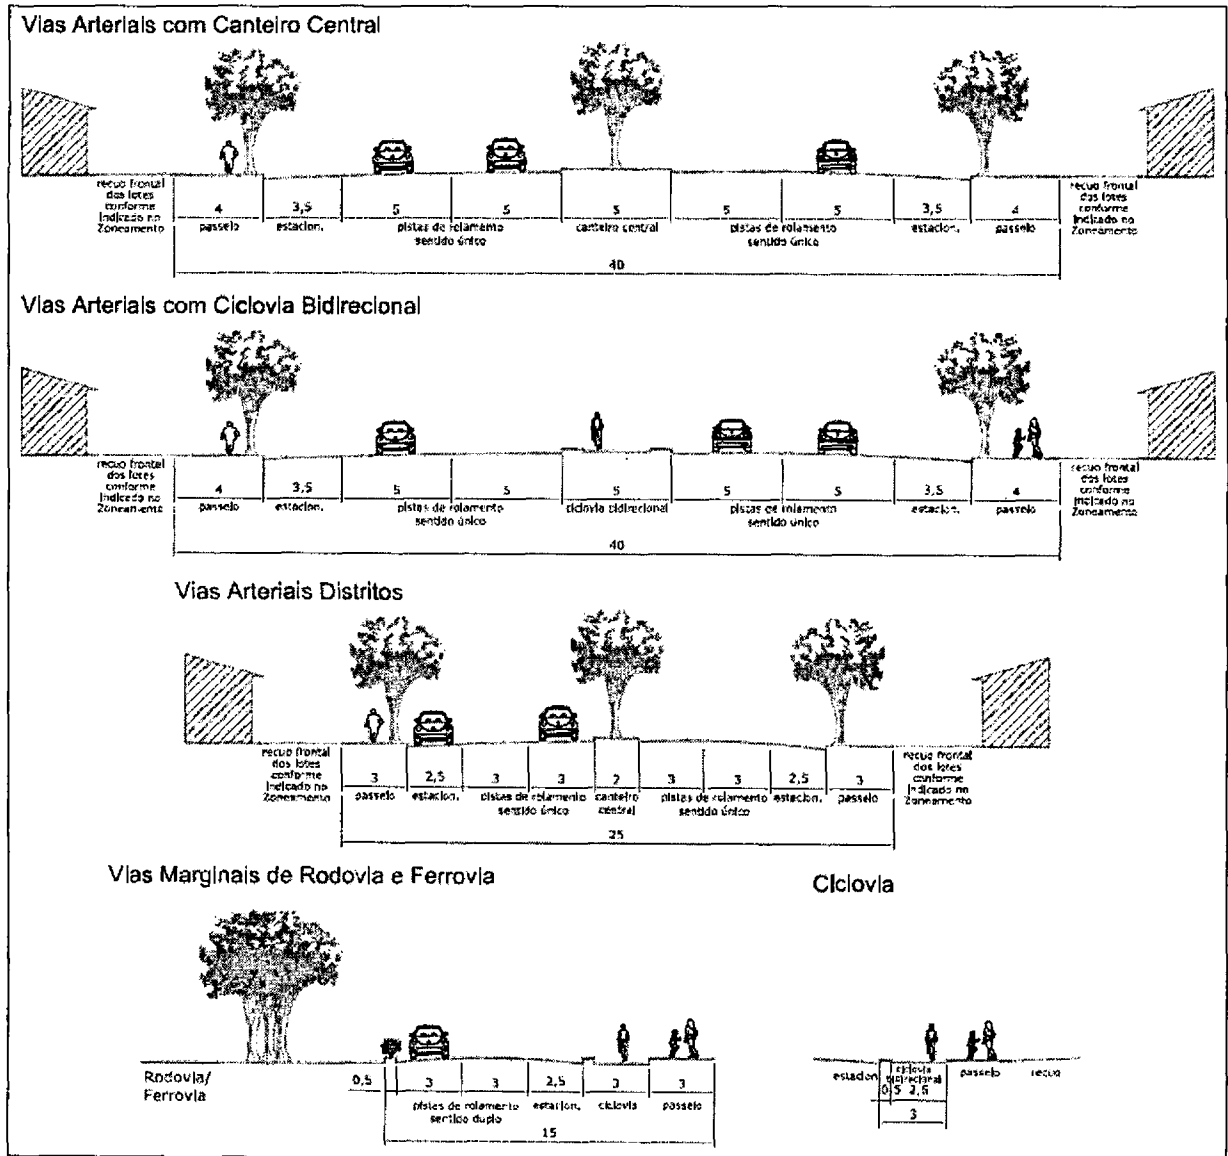 Vias Arteriais com Canteiro Central
recuo frontal
dos lotes
conforme
indicado no
Zoneamento
4
3,5
5
5
5
5
5
3,5
4
recuo frontal
dos lotes
conforme
indicado no
Zoneamento
passeio
estacion.
pistas de rolamento
sentido único
canteiro central
pistas de rolamento
sentido único
estacion.
passeio
40
Vias Arteriais com Ciclovia Bidirecional
recuo frontal
dos lotes
conforme
indicado no
Zoneamento
4
3,5
5
5
5
5
5
3,5
4
recuo frontal
dos lotes
conforme
indicado no
Zoneamento
passeio
estacion.
pistas de rolamento
sentido único
ciclovia bidirecional
pistas de rolamento
sentido único
estacion.
passeio
40
Vias Arteriais Distritos
recuo frontal
dos lotes
conforme
indicado no
Zoneamento
3
2,5
3
3
2
3
3
2,5
3
recuo frontal
dos lotes
conforme
indicado no
Zoneamento
passeio
estacion.
pistas de rolamento
sentido único
canteiro
central
pistas de rolamento
sentido único
estacion.
passeio
25
Vias Marginais de Rodovia e Ferrovia
Rodovia/
Ferrovia
0,5
3
3
2,5
3
3
pistas de rolamento
sentido duplo
estacion.
ciclovia
passeio
15
Ciclovia
estacion
ciclovia
bidirecional
passeio
recuo
0,5
2,5
3